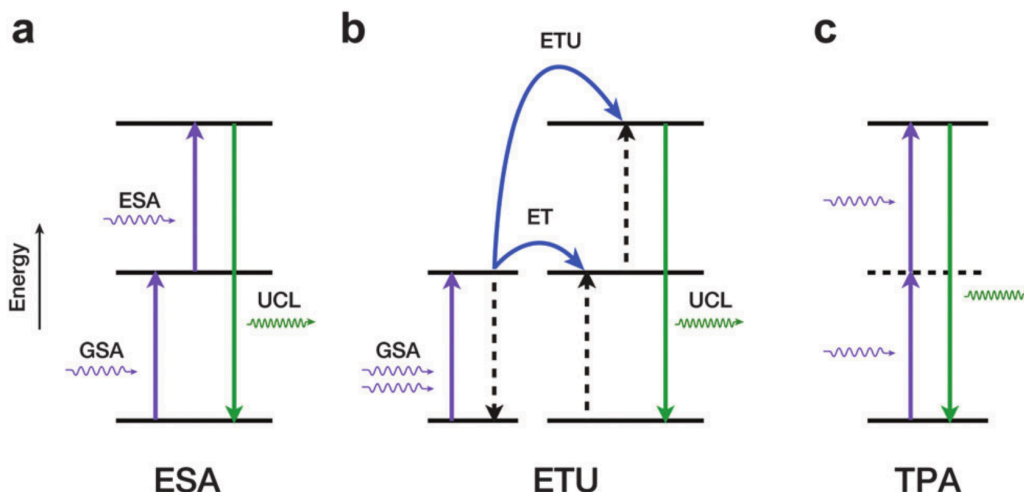 a
b
c
ETU
ESA
ET
Energy
UCL
UCL
GSA
GSA
ESA
ETU
TPA